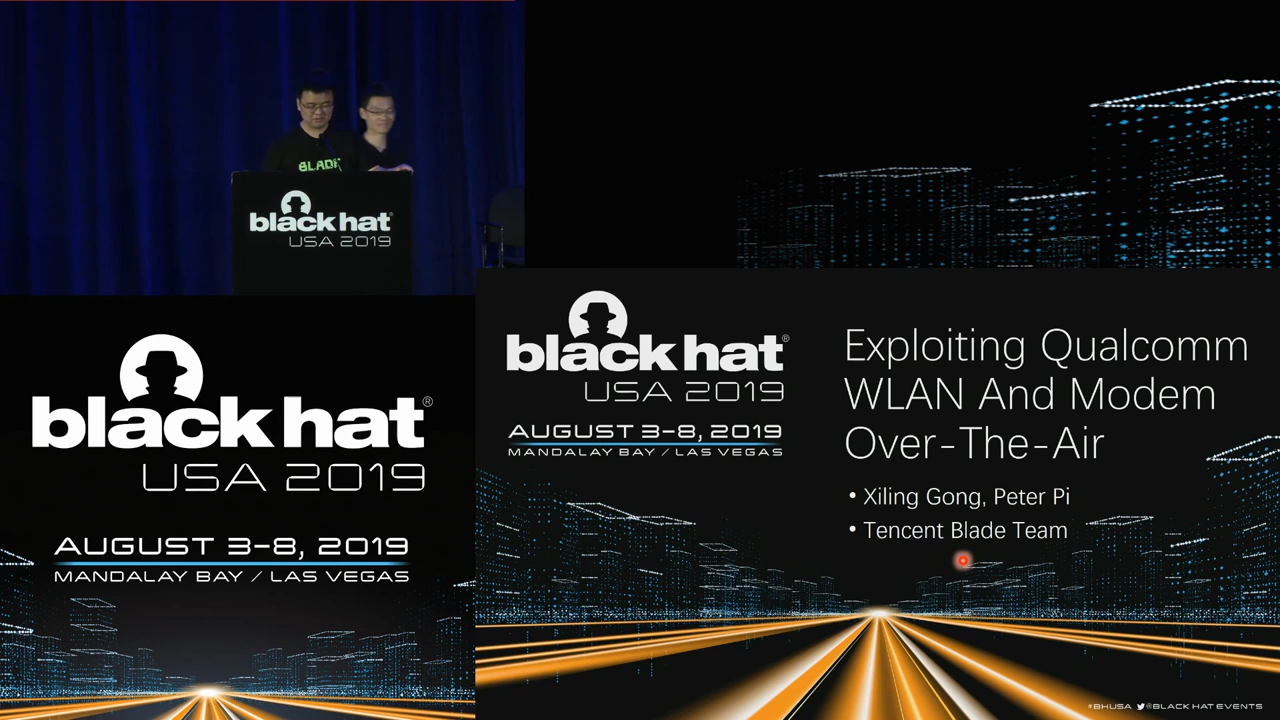 BLADE
black hat®
USA 2019
black hat®
USA 2019
AUGUST 3-8, 2019
MANDALAY BAY / LAS VEGAS
black hat®
USA 2019
AUGUST 3-8, 2019
MANDALAY BAY / LAS VEGAS
Exploiting Qualcomm
WLAN And Modem
Over-The-Air
• Xiling Gong, Peter Pi
• Tencent Blade Team
#BHUSA @BLACK HAT EVENTS